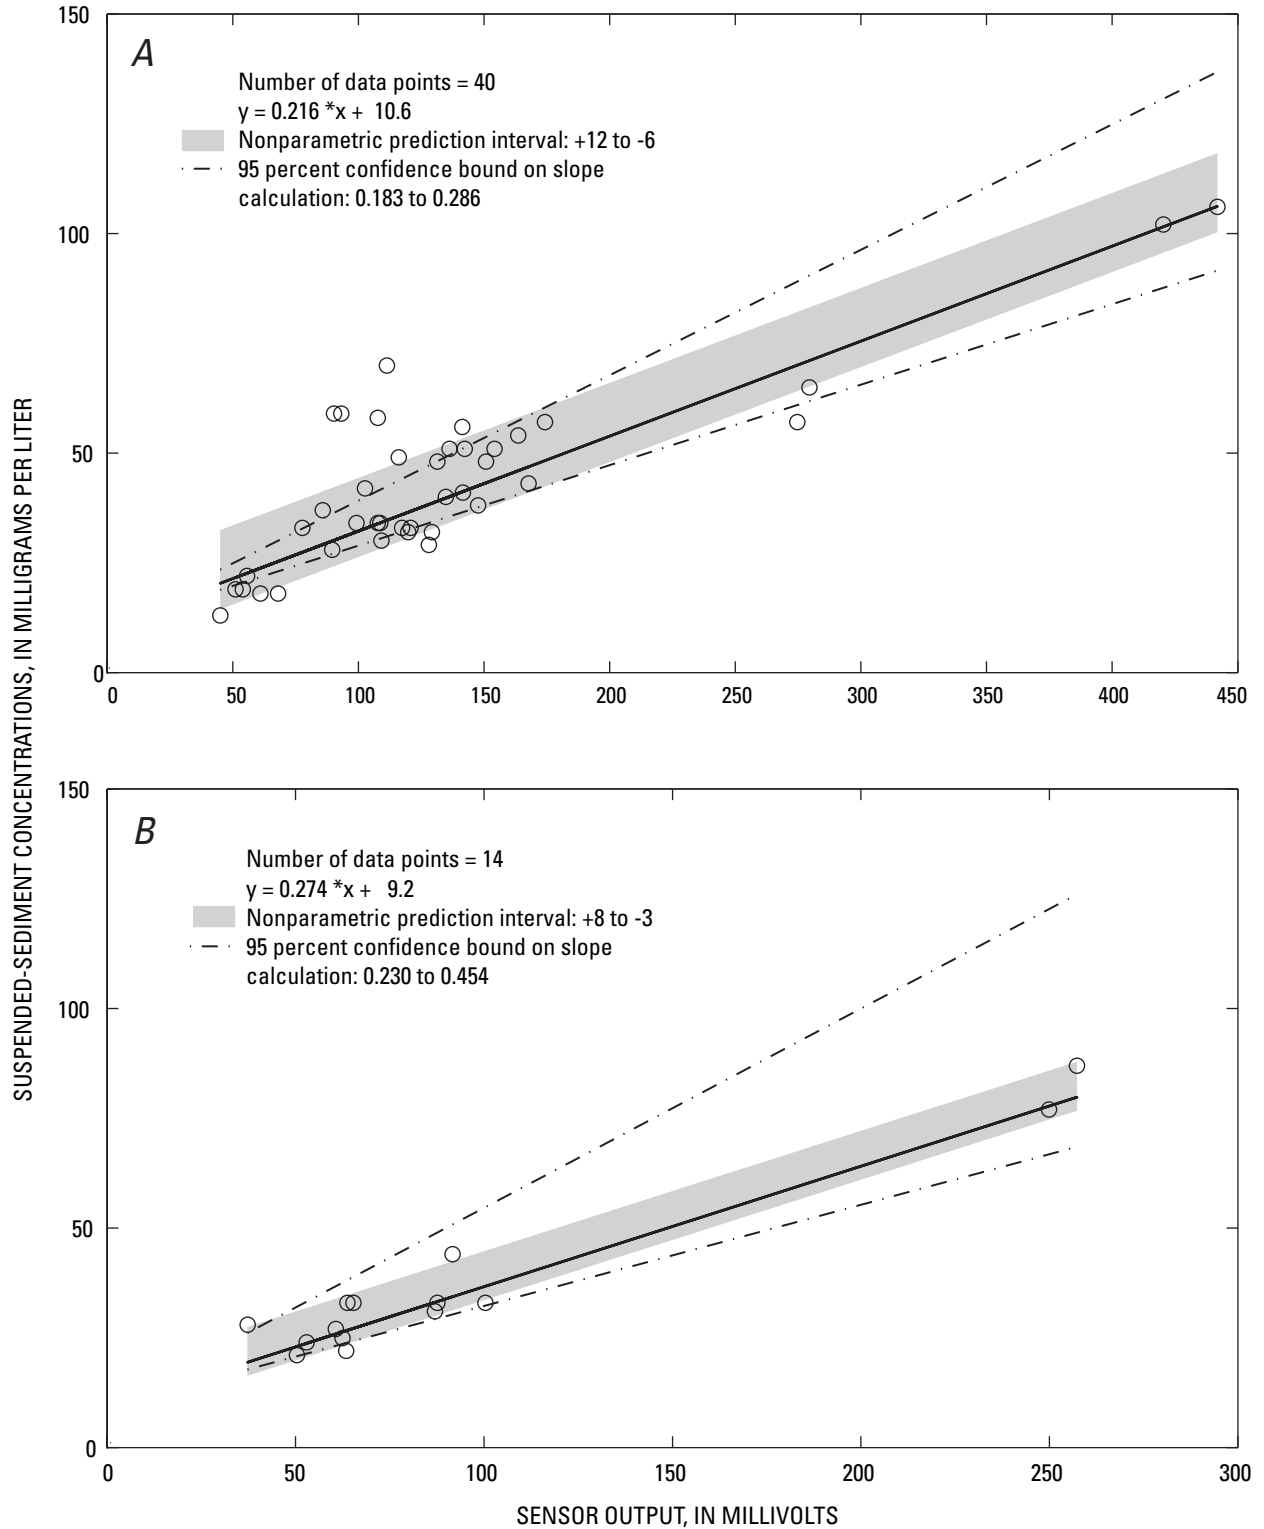 SUSPENDED-SEDIMENT CONCENTRATIONS, IN MILLIGRAMS PER LITER
A
150
100
50
0
Number of data points = 40
y = 0.216 *x + 10.6
Nonparametric prediction interval: +12 to -6
95 percent confidence bound on slope
calculation: 0.183 to 0.286
0 50 100 150 200 250 300 350 400 450
B
150
100
50
0
Number of data points = 14
y = 0.274 *x + 9.2
Nonparametric prediction interval: +8 to -3
95 percent confidence bound on slope
calculation: 0.230 to 0.454
0 50 100 150 200 250 300
SENSOR OUTPUT, IN MILLIVOLTS